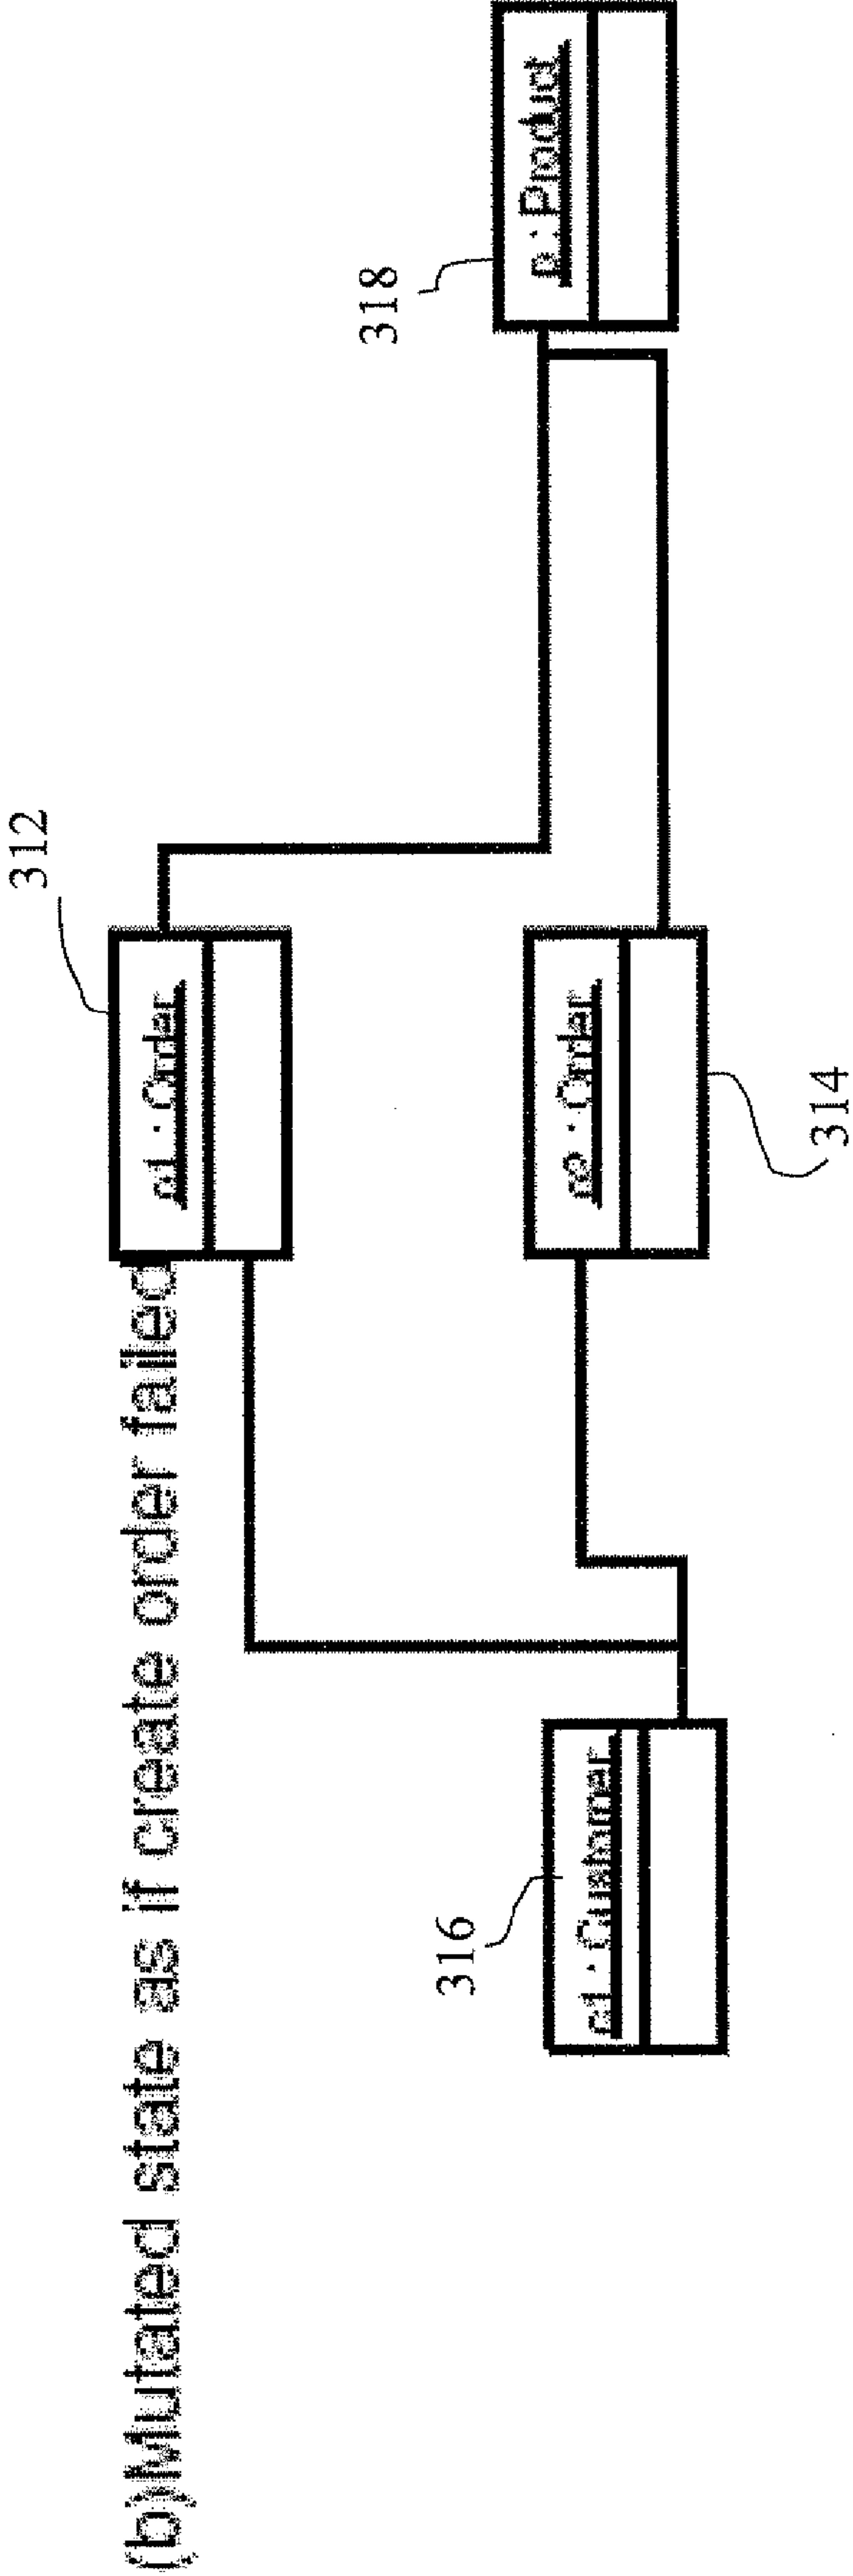 (b)Mutated state as if create order failed
312
o1 : Order
318
p : Product
316
c1 : Customer
o2 : Order
314